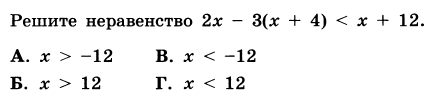 Решите неравенство 2x − 3(x + 4) < x + 12.
А. x > −12 В. x < −12
Б. x > 12 Г. x < 12